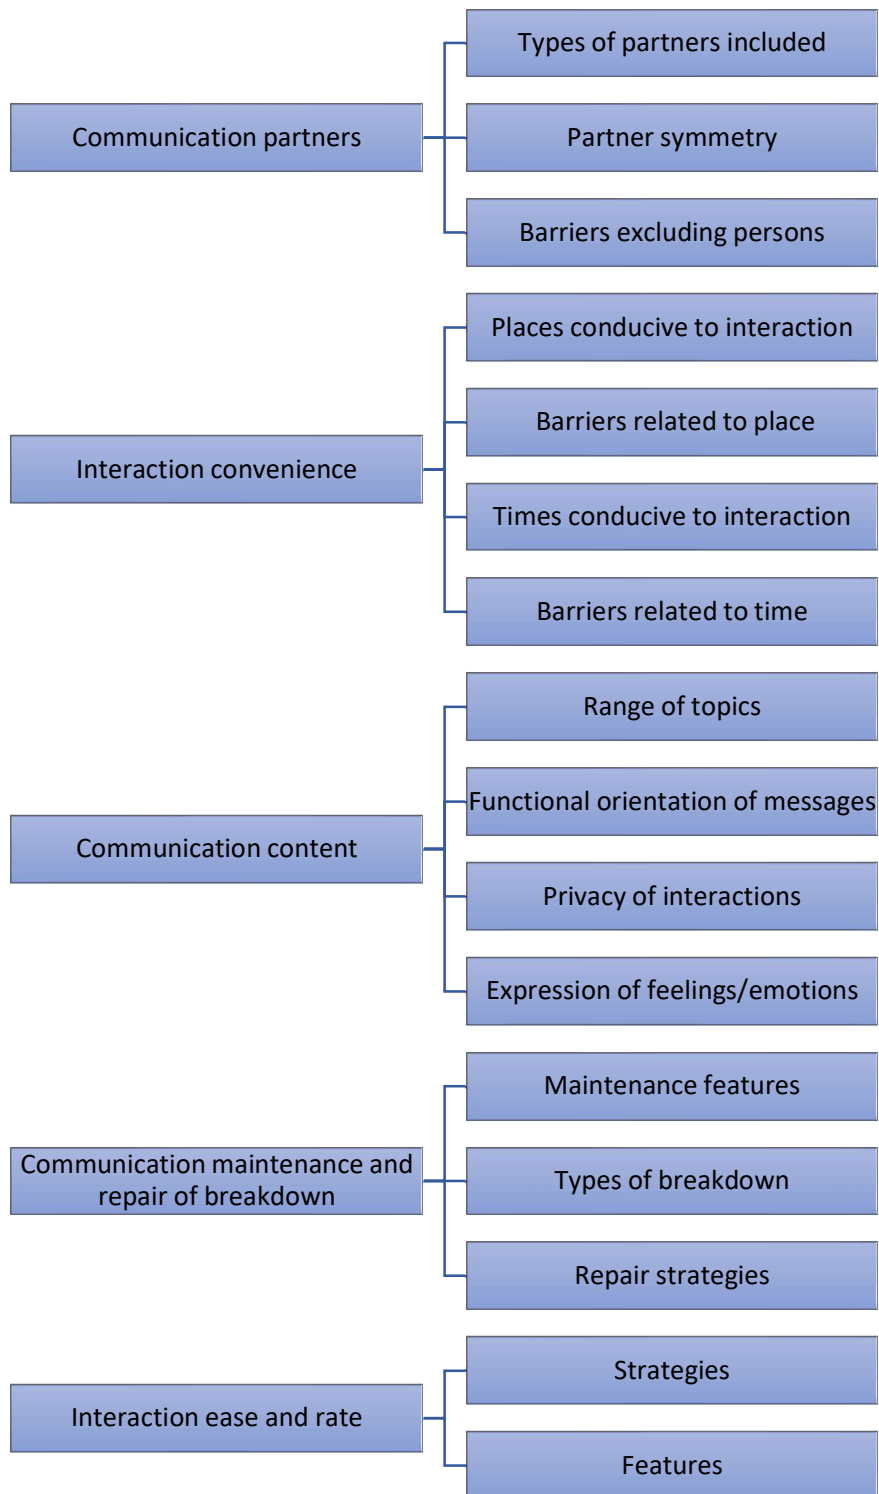 Communication partners
Types of partners included
Partner symmetry
Barriers excluding persons
Interaction convenience
Places conducive to interaction
Barriers related to place
Times conducive to interaction
Barriers related to time
Communication content
Range of topics
Functional orientation of messages
Privacy of interactions
Expression of feelings/emotions
Communication maintenance and
repair of breakdown
Maintenance features
Types of breakdown
Repair strategies
Interaction ease and rate
Strategies
Features